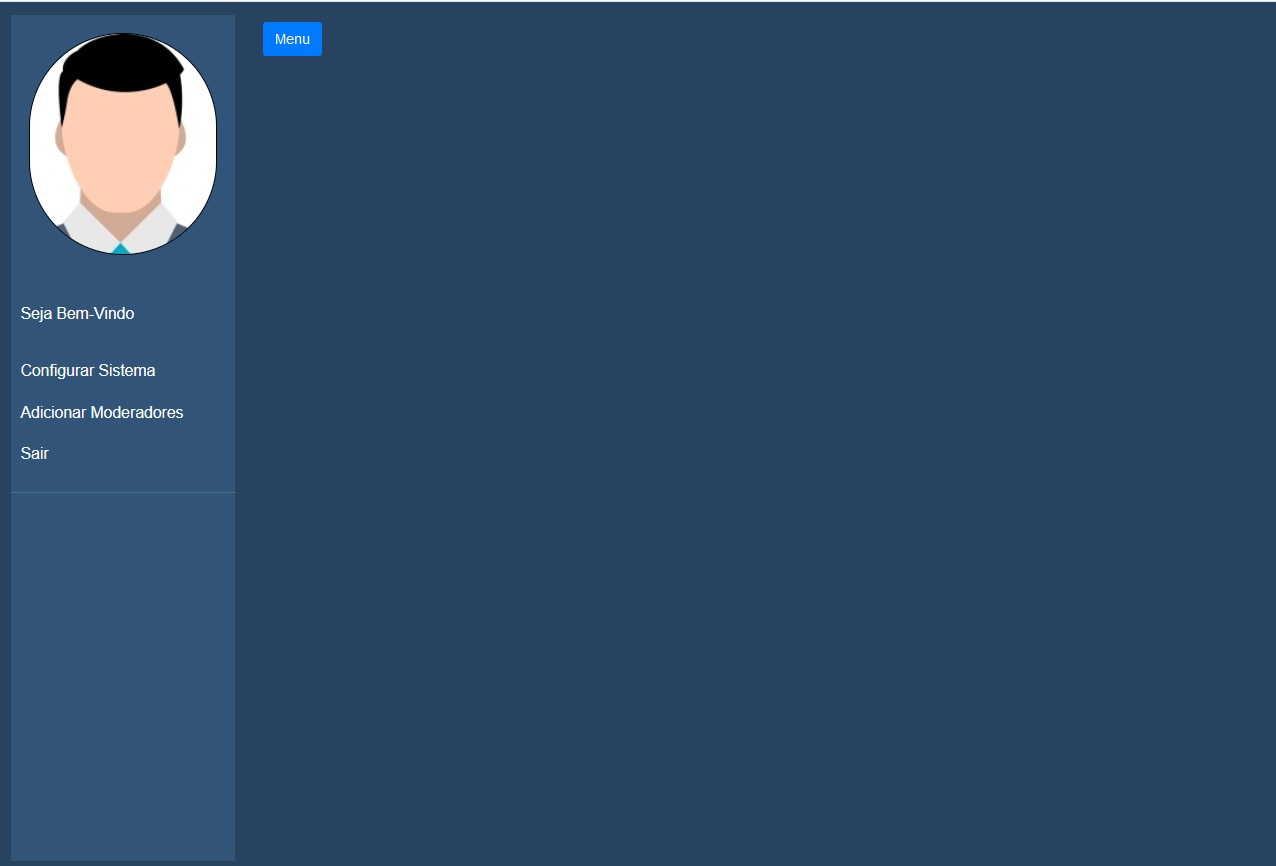 Menu
Seja Bem-Vindo
Configurar Sistema
Adicionar Moderadores
Sair